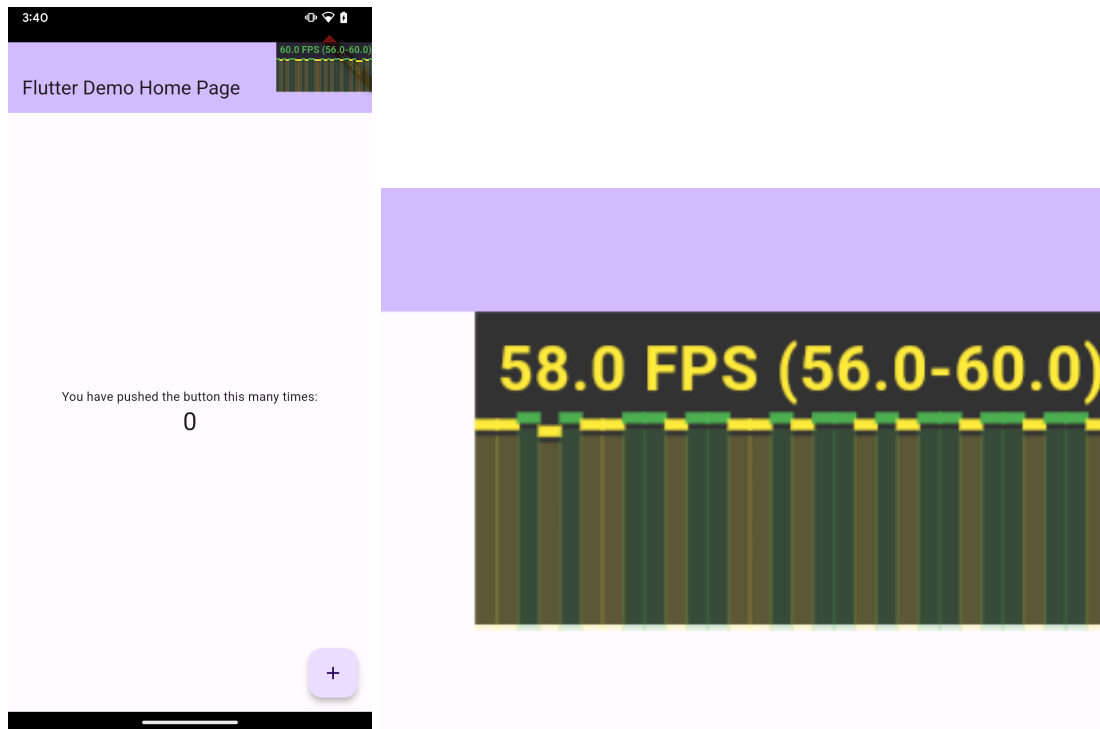 3:40
60.0 FPS (56.0-60.0)
Flutter Demo Home Page
You have pushed the button this many times:
0
+
58.0 FPS (56.0-60.0)